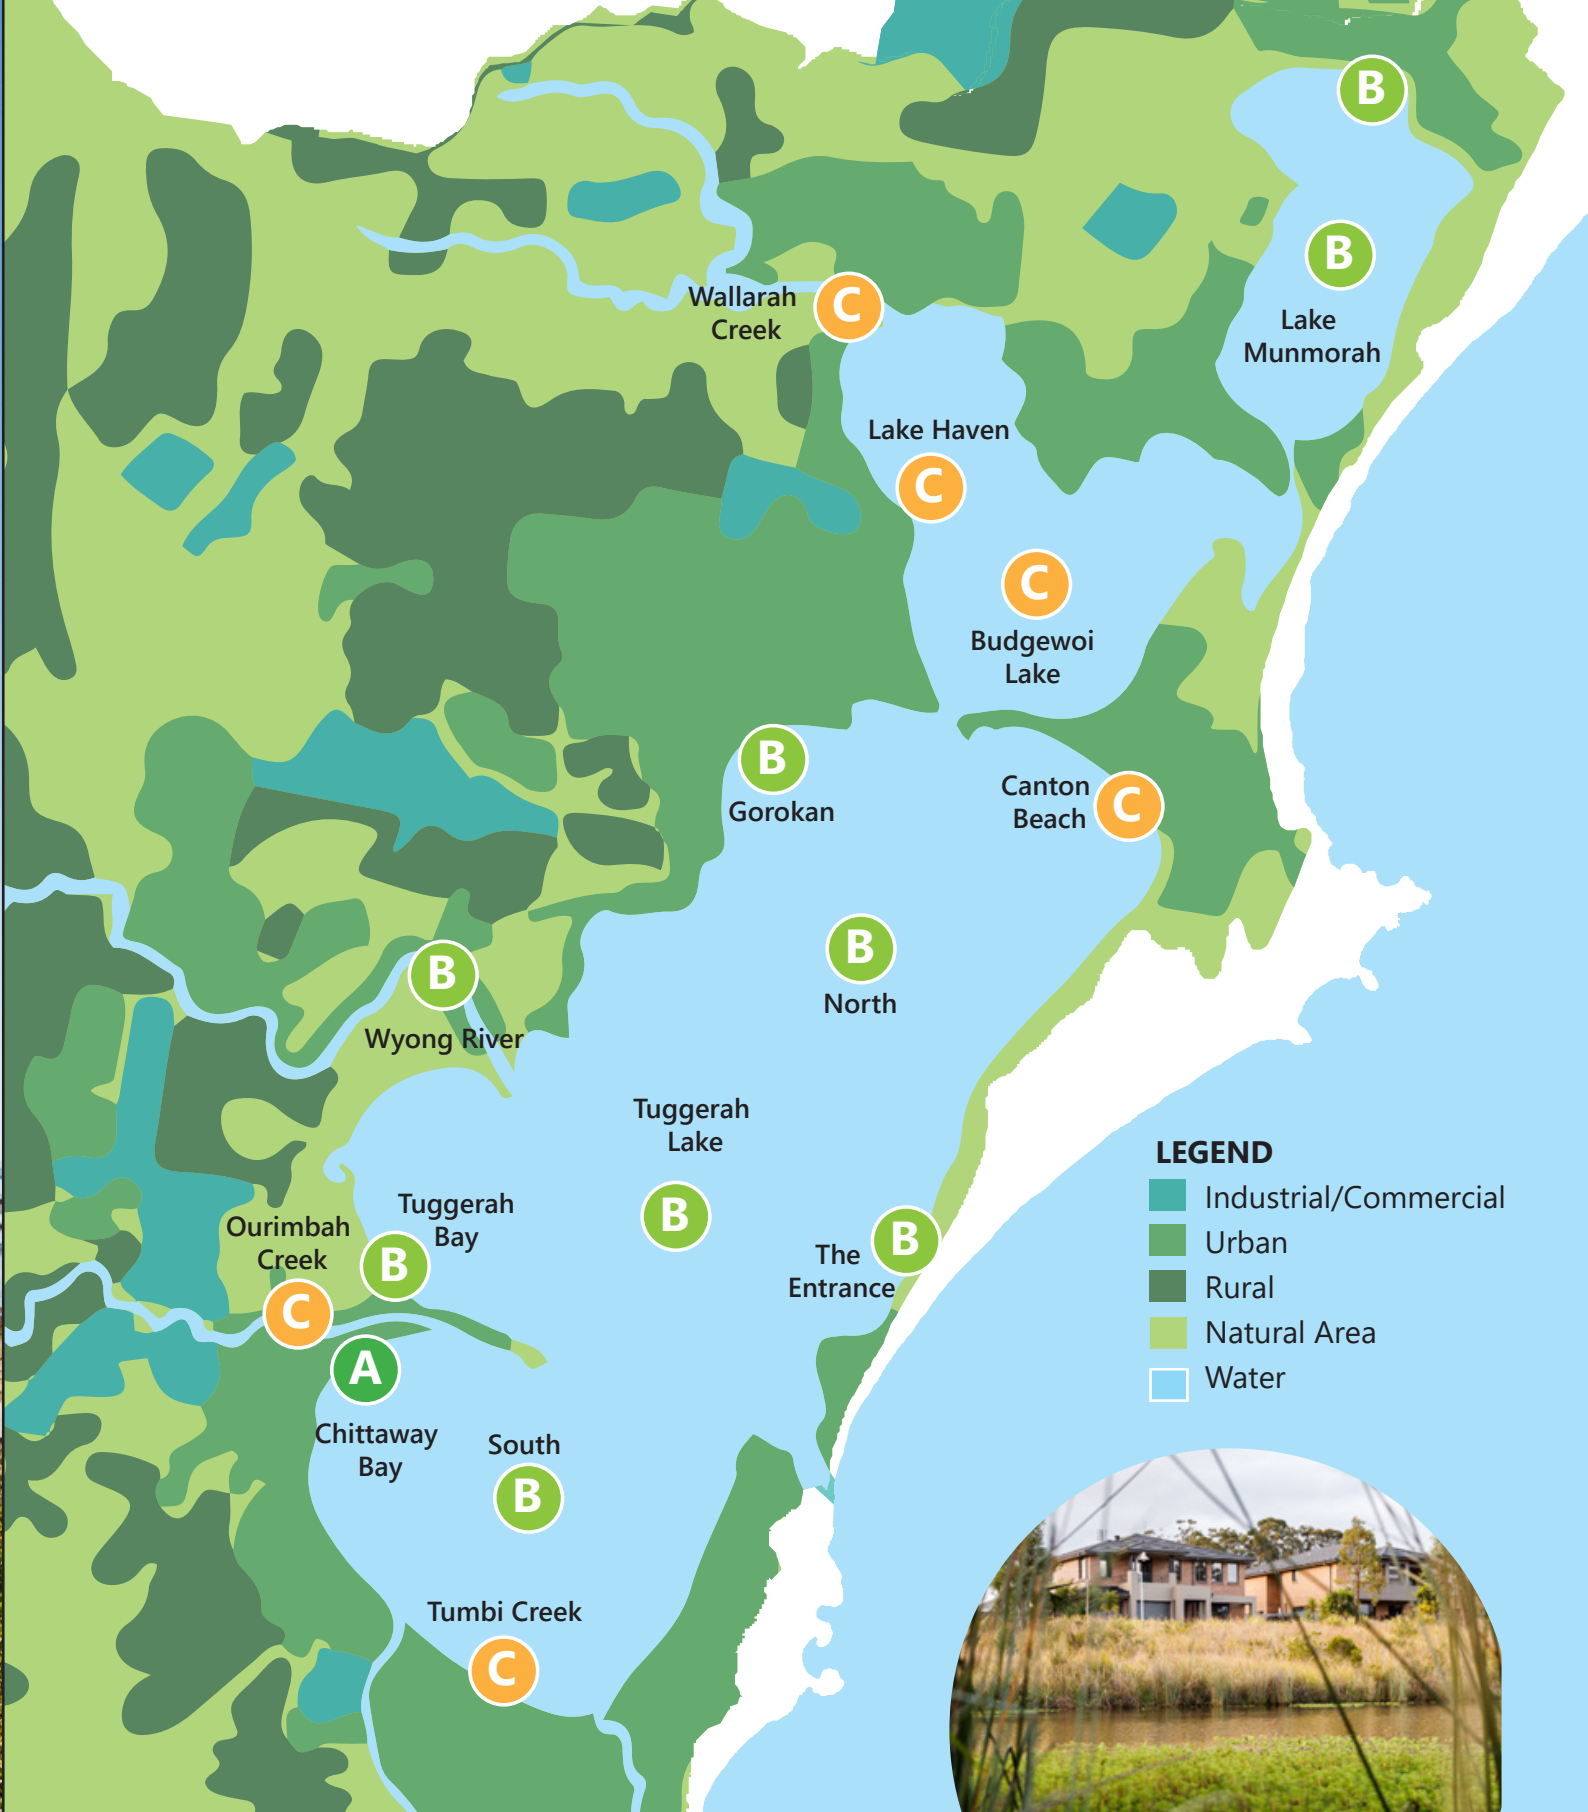 B
B
Lake
Munmorah
Wallarah
Creek
C
Lake Haven
C
C
Budgewoi
Lake
B
Gorokan
Canton
Beach
C
B
North
B
Wyong River
Tuggerah
Lake
B
Tuggerah
Bay
B
Ourimbah
Creek
C
The
Entrance
B
A
Chittaway
Bay
South
B
Tumbi Creek
C
LEGEND
Industrial/Commercial
Urban
Rural
Natural Area
Water